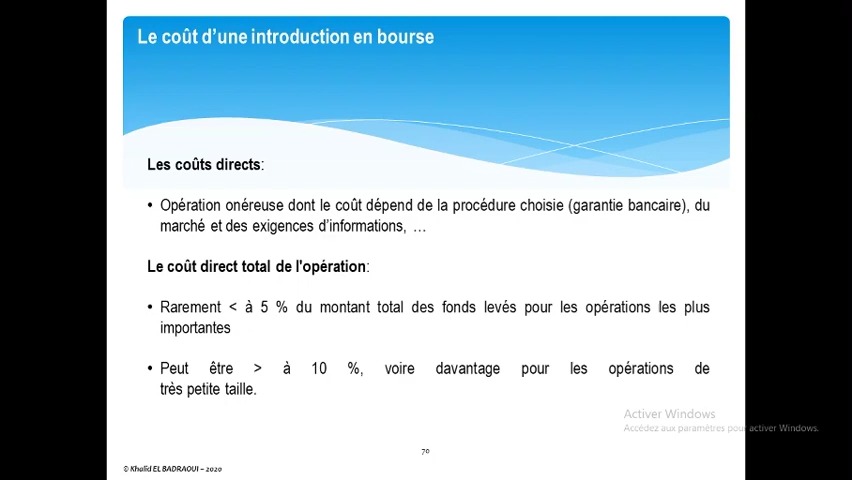 Le coût d'une introduction en bourse
Les coûts directs:
• Opération onéreuse dont le coût dépend de la procédure choisie (garantie bancaire), du
marché et des exigences d'informations, …
Le coût direct total de l'opération:
• Rarement < à 5 % du montant total des fonds levés pour les opérations les plus
importantes
• Peut être > à 10 %, voire davantage pour les opérations de
très petite taille.
Activer Windows
Accédez aux paramètres pour activer Windows.
70
© Khalid EL BADRAOUI – 2020